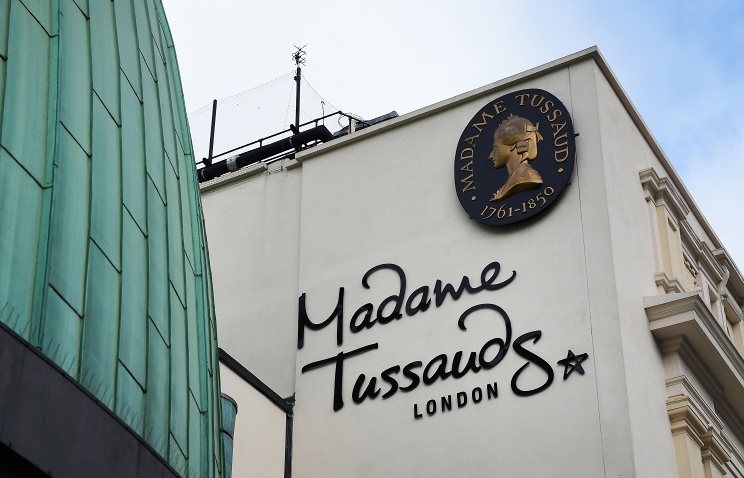 • MADAME TUSSAUD •
1761-1850
Madame
Tussauds
LONDON